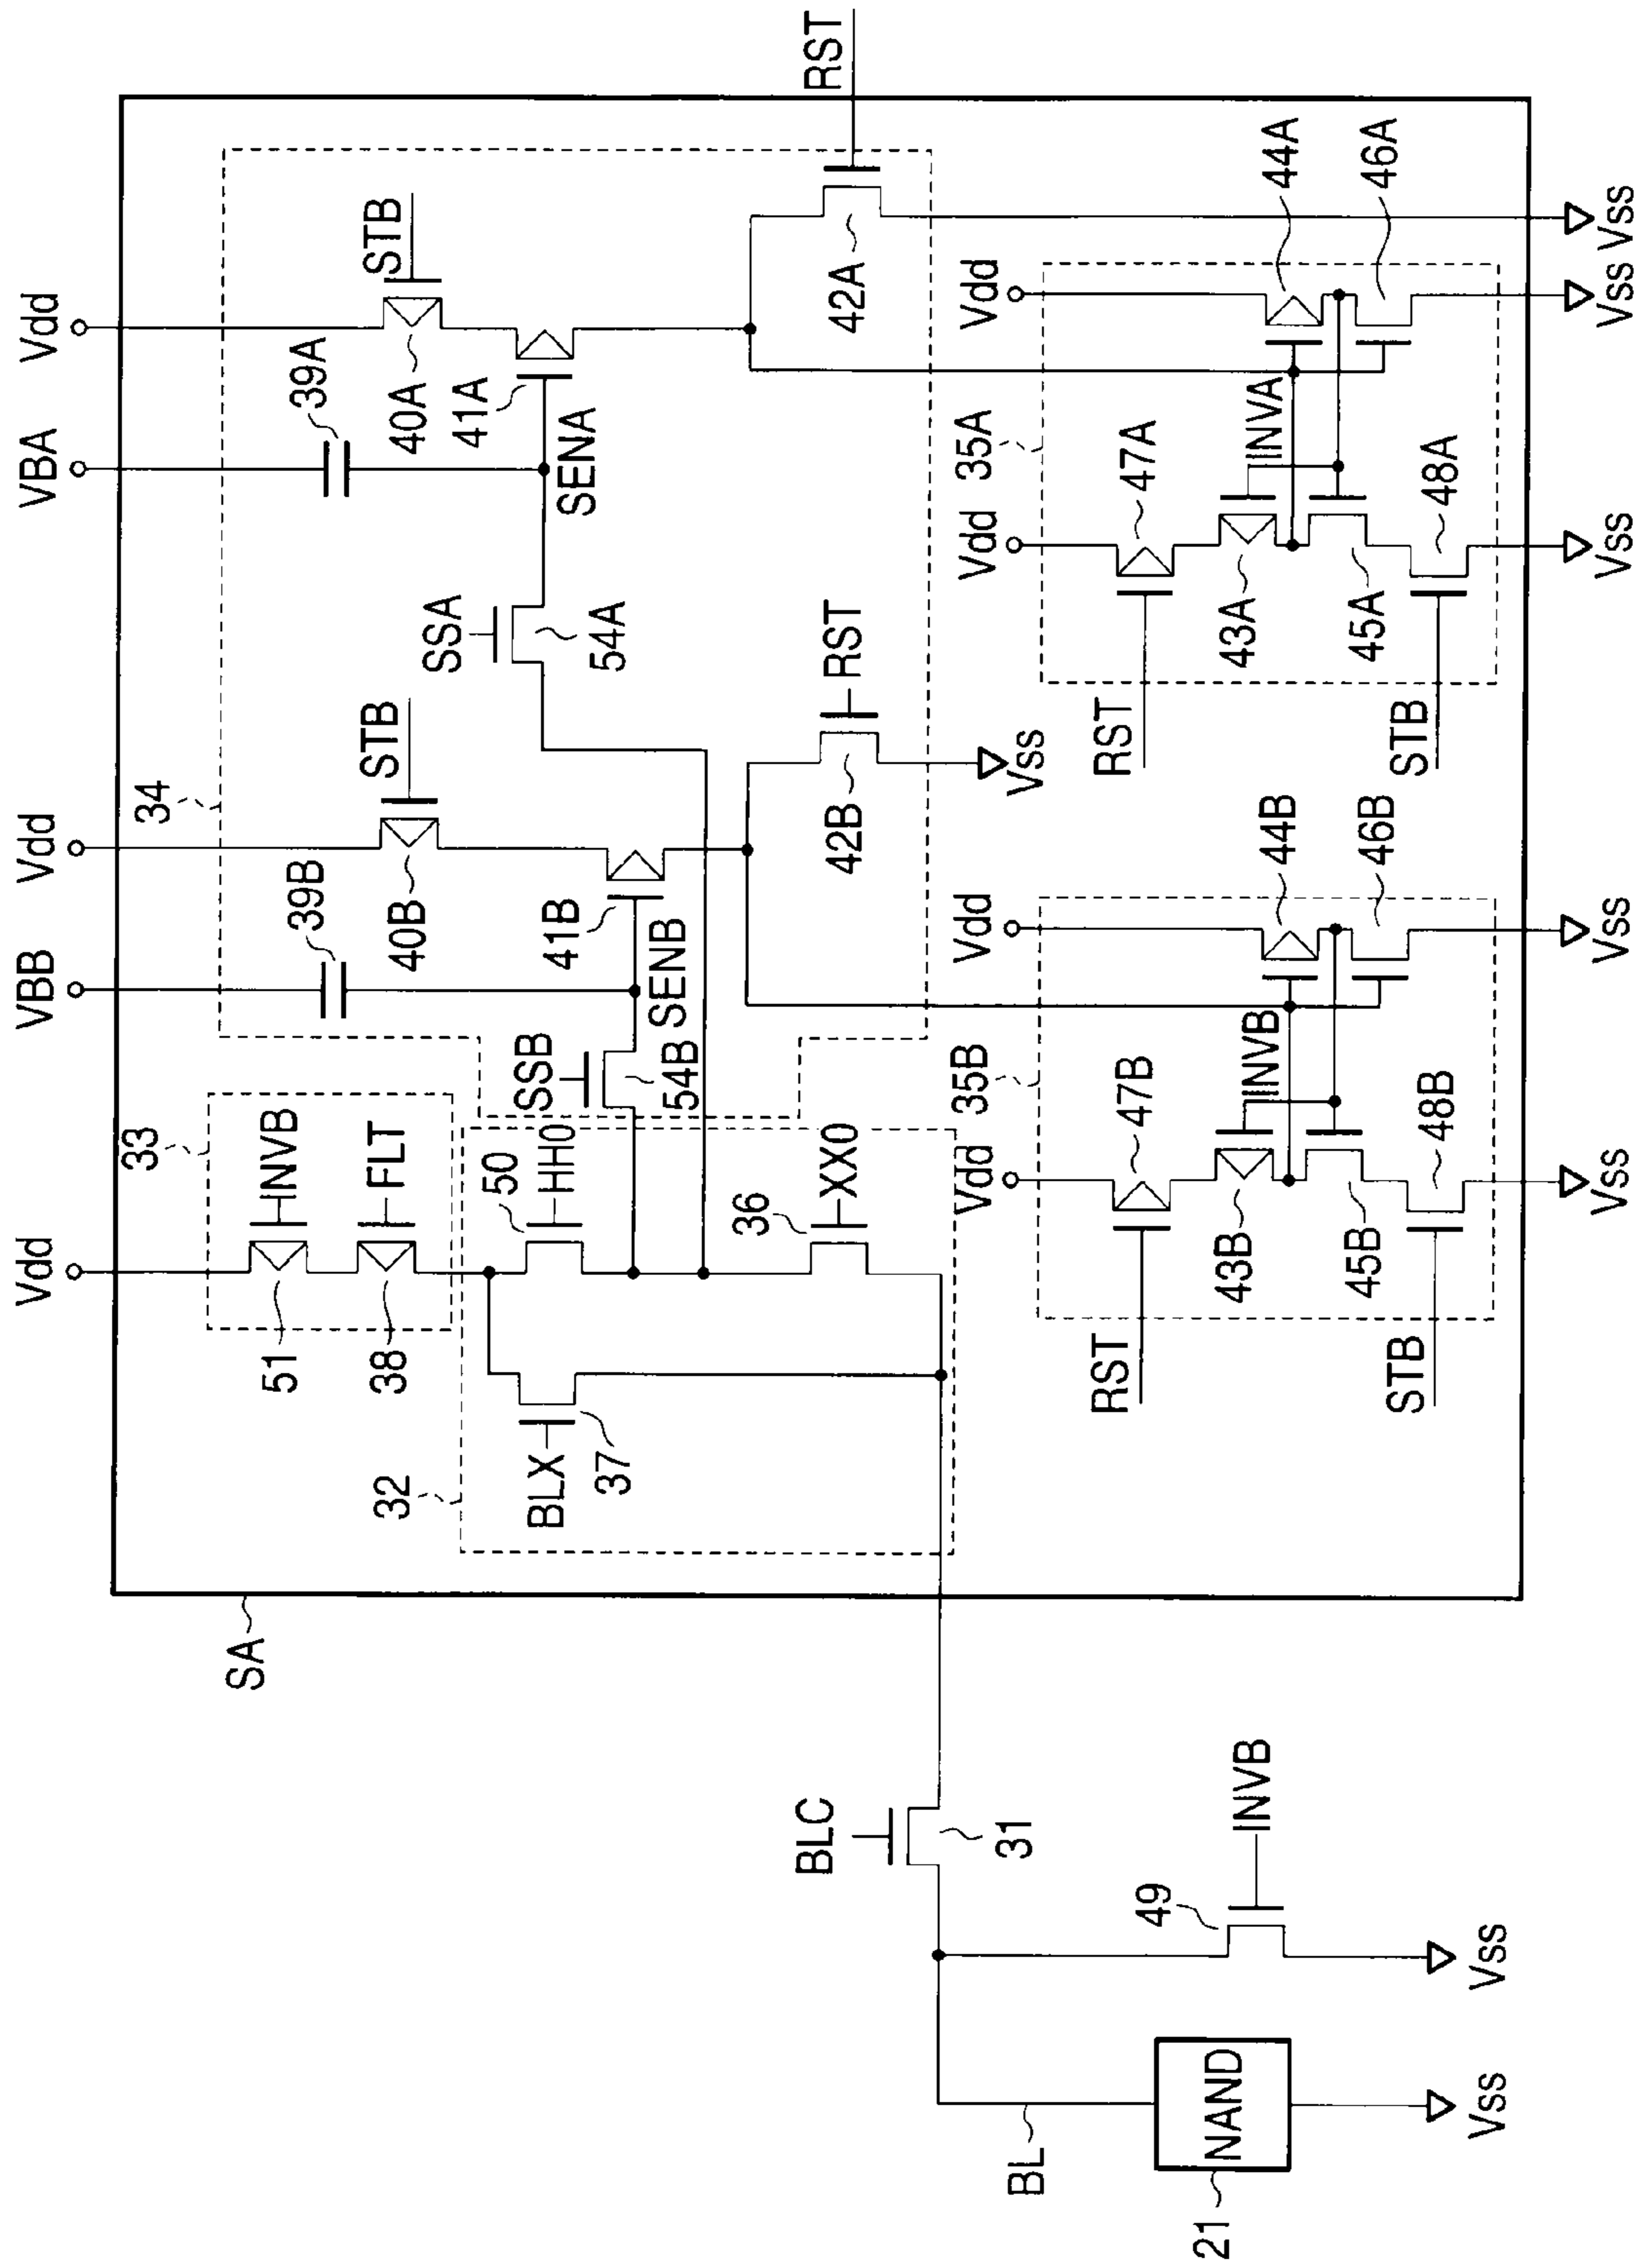 Vdd
VBB
Vdd
VBA
Vdd
SA
33
INVB
51
FLT
38
34
39B
STB
40B
41B
SENB
39A
STB
40A
41A
SENA
RST
SSB
54B
SSA
54A
32
BLX
37
50
HH0
36
XX0
42B
RST
Vss
42A
BLC
31
BL
NAND
21
Vss
49
INVB
Vss
35B
Vdd
47B
RST
INVB
43B
45B
48B
STB
Vss
Vdd
44B
46B
Vss
35A
Vdd
47A
RST
INVA
43A
45A
48A
STB
Vss
Vdd
44A
46A
Vss
Vss